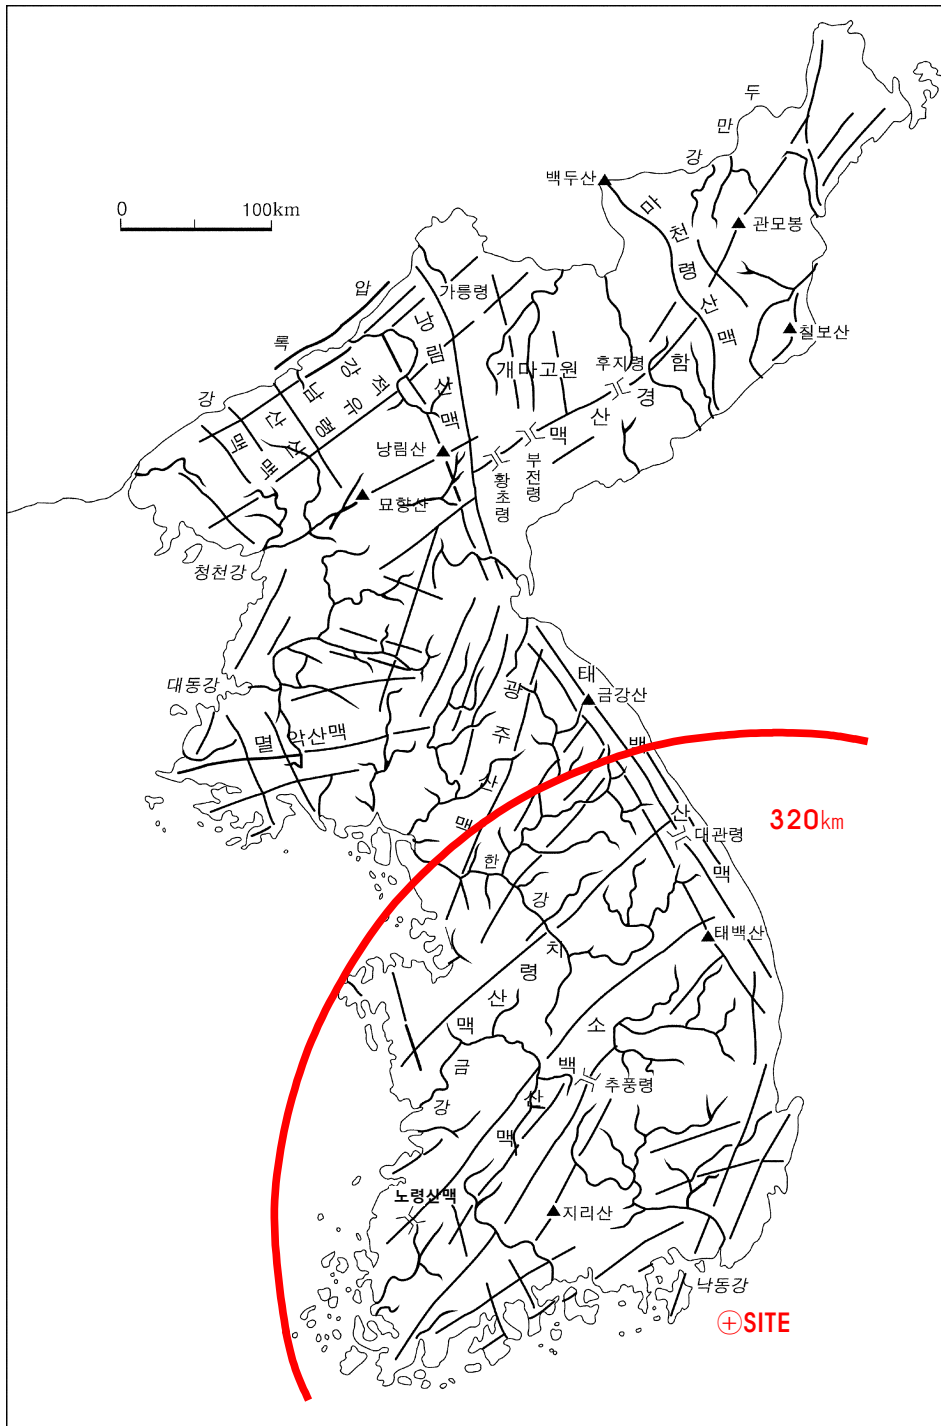 두만강
백두산
관모봉
마천령산맥
칠보산
0 100km
압록강
가릉령
낭림산맥
강남산맥
적유령산맥
개마고원
후치령
함경산맥
낭림산
묘향산
황초령
부전령
청천강
대동강
멸악산맥
광주산맥
태백산맥
금강산
320km
대관령
한강
태백산
차령산맥
금강
소백산맥
추풍령
노령산맥
지리산
낙동강
SITE